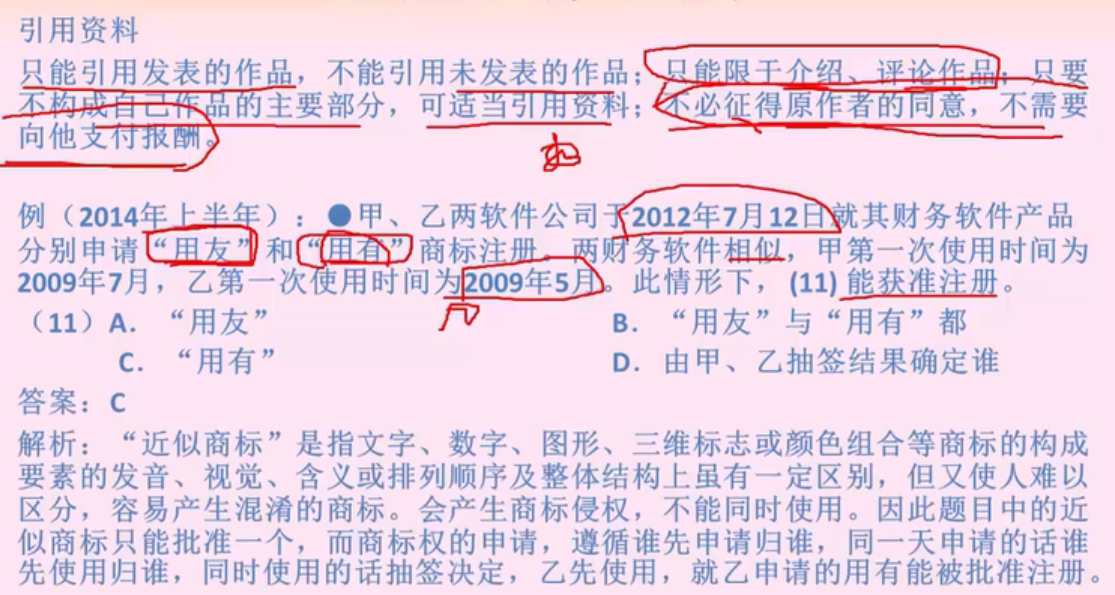 引用资料
只能引用发表的作品，不能引用未发表的作品；只能限于介绍、评论作品；只要
不构成自己作品的主要部分，可适当引用资料；不必征得原作者的同意，不需要
向他支付报酬。
例（2014年上半年）：●甲、乙两软件公司于2012年7月12日就其财务软件产品
分别申请“用友”和“用有”商标注册。两财务软件相似，甲第一次使用时间为
2009年7月，乙第一次使用时间为2009年5月。此情形下，(11)能获准注册。
（11）A. “用友” B. “用友”与“用有”都
C. “用有” D. 由甲、乙抽签结果确定谁
答案：C
解析：“近似商标”是指文字、数字、图形、三维标志或颜色组合等商标的构成
要素的发音、视觉、含义或排列顺序及整体结构上虽有一定区别，但又使人难以
区分，容易产生混淆的商标。会产生商标侵权，不能同时使用。因此题目中的近
似商标只能批准一个，而商标权的申请，遵循谁先申请归谁，同一天申请的话谁
先使用归谁，同时使用的话抽签决定，乙先使用，就乙申请的用有能被批准注册。